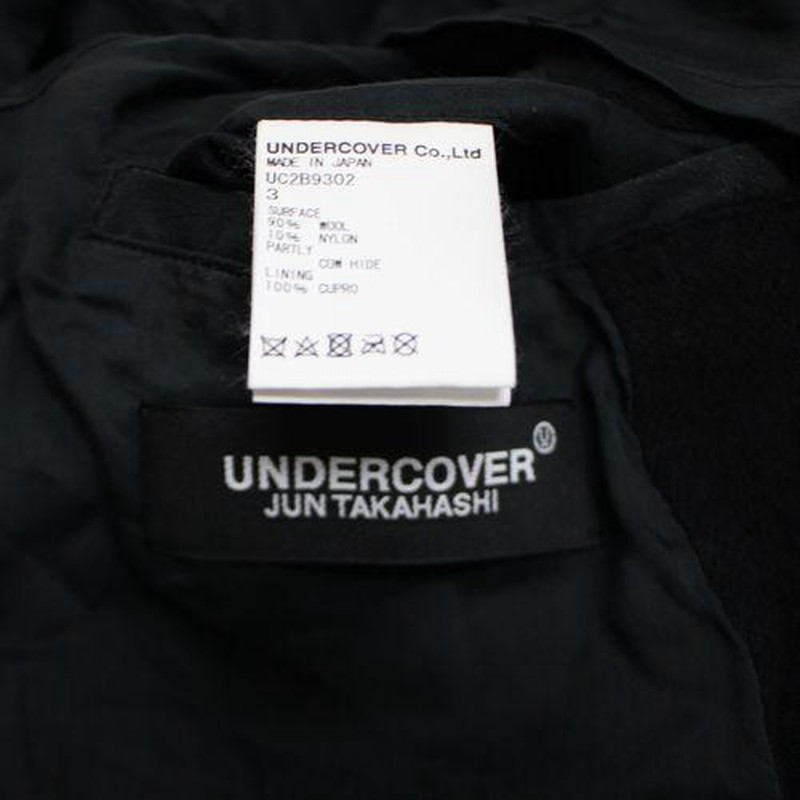 UNDERCOVER Co.,Ltd
MADE IN JAPAN
UC2B9302
3
SURFACE
90% WOOL
10% NYLON
PARTLY
COW HIDE
LINING
100% CUPRO
UNDERCOVER
JUN TAKAHASHI